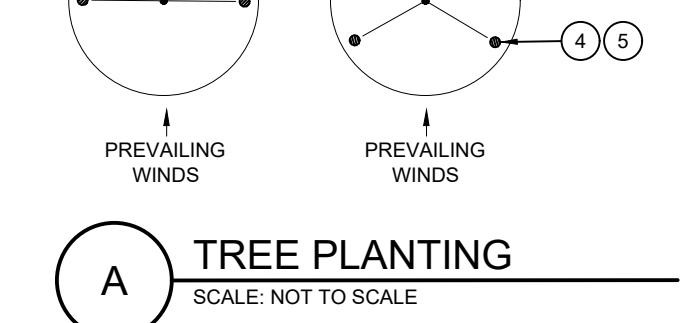 4 5
PREVAILING
WINDS
PREVAILING
WINDS
A
TREE PLANTING
SCALE: NOT TO SCALE